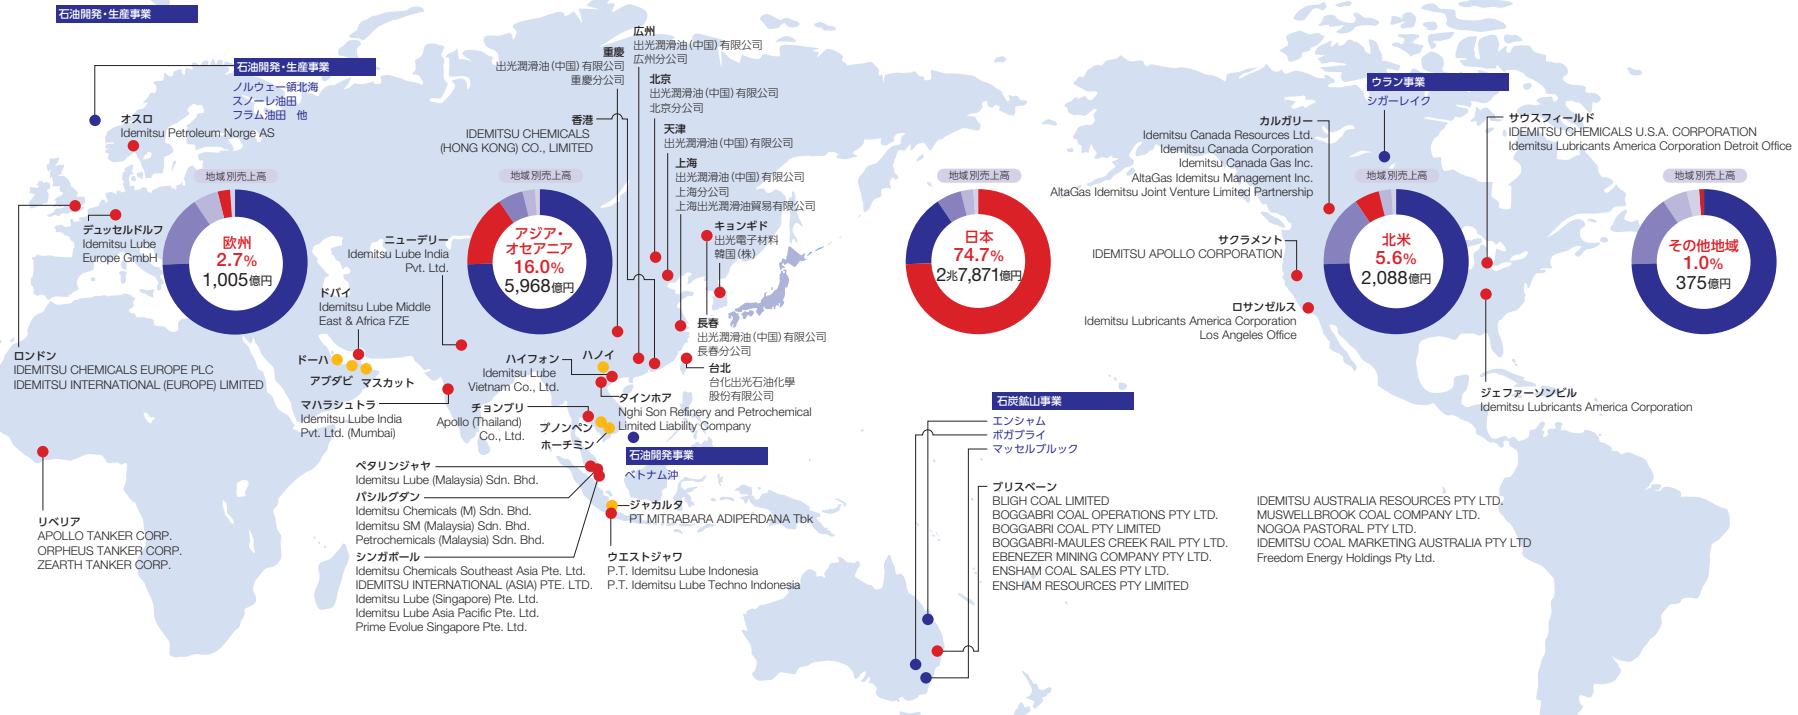 石油開発・生産事業
石油開発・生産事業
ノルウェー領北海
スノーレ油田
フラム油田　他
オスロ
Idemitsu Petroleum Norge AS
地域別売上高
欧州
2.7%
1,005億円
デュッセルドルフ
Idemitsu Lube
Europe GmbH
ロンドン
IDEMITSU CHEMICALS EUROPE PLC
IDEMITSU INTERNATIONAL (EUROPE) LIMITED
リベリア
APOLLO TANKER CORP.
ORPHEUS TANKER CORP.
ZEARTH TANKER CORP.
ドバイ
Idemitsu Lube Middle
East & Africa FZE
ドーハ
アブダビ
マスカット
ニューデリー
Idemitsu Lube India
Pvt. Ltd.
マハラシュトラ
Idemitsu Lube India
Pvt. Ltd. (Mumbai)
広州
出光潤滑油（中国）有限公司
広州分公司
重慶
出光潤滑油（中国）有限公司
重慶分公司
北京
出光潤滑油（中国）有限公司
北京分公司
香港
IDEMITSU CHEMICALS
(HONG KONG) CO., LIMITED
天津
出光潤滑油（中国）有限公司
上海
出光潤滑油（中国）有限公司
上海分公司
上海出光潤滑油貿易有限公司
キョンギド
出光電子材料
韓国（株）
地域別売上高
アジア・
オセアニア
16.0%
5,968億円
長春
出光潤滑油（中国）有限公司
長春分公司
台北
台化出光石油化學
股份有限公司
ハイフォン
Idemitsu Lube
Vietnam Co., Ltd.
ハノイ
タインホア
Nghi Son Refinery and Petrochemical
Limited Liability Company
チョンブリ
Apollo (Thailand)
Co., Ltd.
プノンペン
ホーチミン
石油開発事業
ベトナム沖
ペタリンジャヤ
Idemitsu Lube (Malaysia) Sdn. Bhd.
パシルグダン
Idemitsu Chemicals (M) Sdn. Bhd.
Idemitsu SM (Malaysia) Sdn. Bhd.
Petrochemicals (Malaysia) Sdn. Bhd.
シンガポール
Idemitsu Chemicals Southeast Asia Pte. Ltd.
IDEMITSU INTERNATIONAL (ASIA) PTE. LTD.
Idemitsu Lube (Singapore) Pte. Ltd.
Idemitsu Lube Asia Pacific Pte. Ltd.
Prime Evolue Singapore Pte. Ltd.
ジャカルタ
PT MITRABARA ADIPERDANA Tbk
ウエストジャワ
P.T. Idemitsu Lube Indonesia
P.T. Idemitsu Lube Techno Indonesia
地域別売上高
日本
74.7%
2兆7,871億円
石炭鉱山事業
エンシャム
ボガブライ
マッセルブルック
ブリスベーン
BLIGH COAL LIMITED
BOGGABRI COAL OPERATIONS PTY LTD.
BOGGABRI COAL PTY LIMITED
BOGGABRI-MAULES CREEK RAIL PTY LTD.
EBENEZER MINING COMPANY PTY LTD.
ENSHAM COAL SALES PTY LTD.
ENSHAM RESOURCES PTY LIMITED
IDEMITSU AUSTRALIA RESOURCES PTY LTD.
MUSWELLBROOK COAL COMPANY LTD.
NOGOA PASTORAL PTY LTD.
IDEMITSU COAL MARKETING AUSTRALIA PTY LTD
Freedom Energy Holdings Pty Ltd.
ウラン事業
シガーレイク
カルガリー
Idemitsu Canada Resources Ltd.
Idemitsu Canada Corporation
Idemitsu Canada Gas Inc.
AltaGas Idemitsu Management Inc.
AltaGas Idemitsu Joint Venture Limited Partnership
サクラメント
IDEMITSU APOLLO CORPORATION
ロサンゼルス
Idemitsu Lubricants America Corporation
Los Angeles Office
地域別売上高
北米
5.6%
2,088億円
サウスフィールド
IDEMITSU CHEMICALS U.S.A. CORPORATION
Idemitsu Lubricants America Corporation Detroit Office
ジェファーソンビル
Idemitsu Lubricants America Corporation
地域別売上高
その他地域
1.0%
375億円